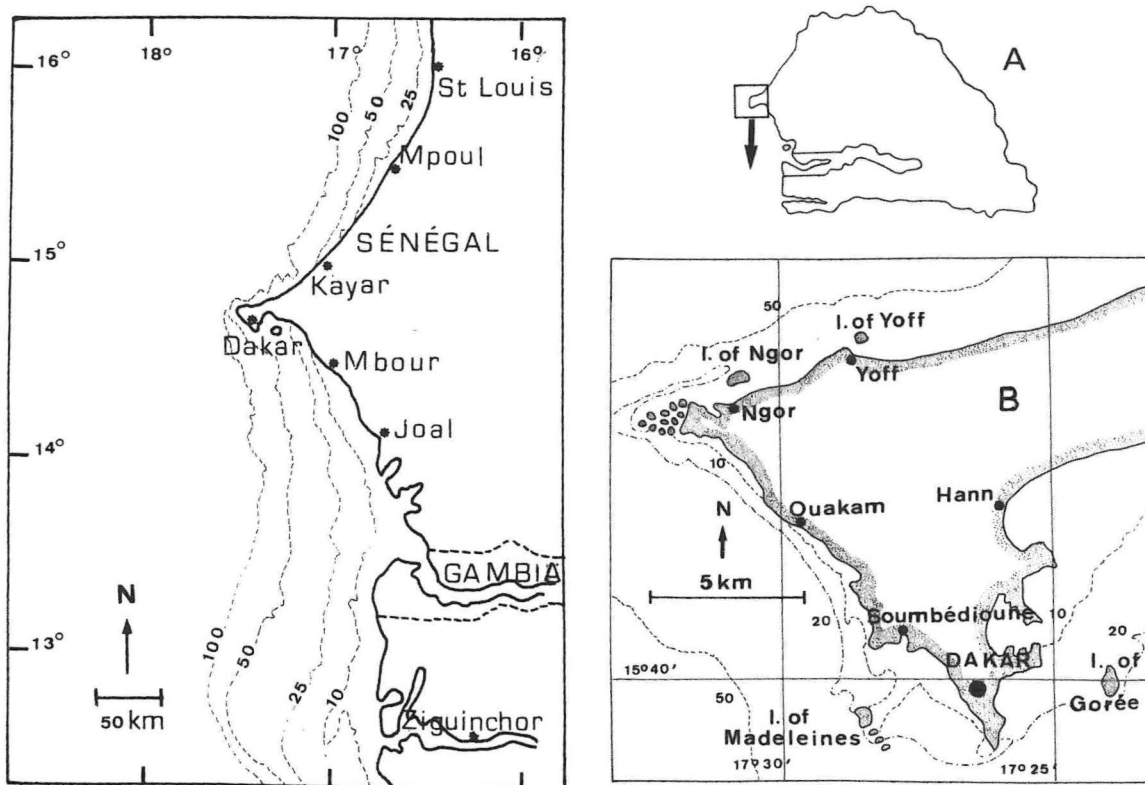 18°
17°
16°
16°
St Louis
100
50
25
Mpoul
15°
SÉNÉGAL
Kayar
Dakar
Mbour
Joal
14°
GAMBIA
N
13°
100
50
25
10
50 km
Ziguinchor
A
50
I. of Yoff
I. of Ngor
Yoff
B
Ngor
10
Hann
N
Ouakam
5 km
Soumbédioune
20
10
20
DAKAR
I. of
Gorée
15°40'
50
I. of
Madeleines
17°30'
17°25'